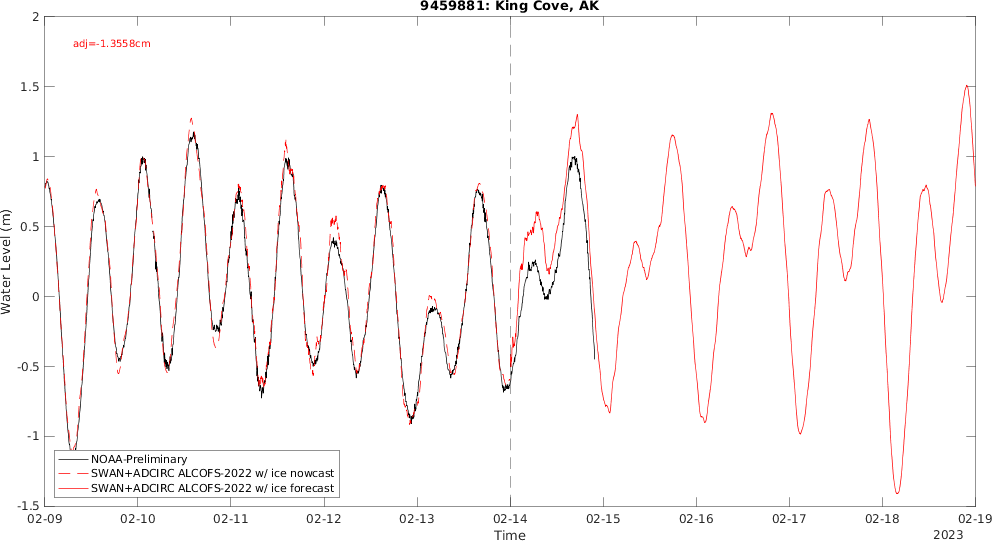 9459881: King Cove, AK
adj=-1.3558cm
Water Level (m)
2
1.5
1
0.5
0
-0.5
-1
-1.5
NOAA-Preliminary
SWAN+ADCIRC ALCOFS-2022 w/ ice nowcast
SWAN+ADCIRC ALCOFS-2022 w/ ice forecast
02-09 02-10 02-11 02-12 02-13 02-14 02-15 02-16 02-17 02-18 02-19
Time
2023